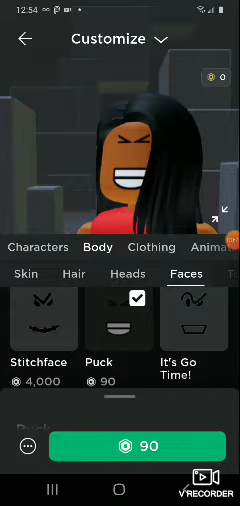 12:54
Customize
0
Characters Body Clothing Anima
Skin Hair Heads Faces
Stitchface Puck It's Go Time!
4,000 90
90
V RECORDER